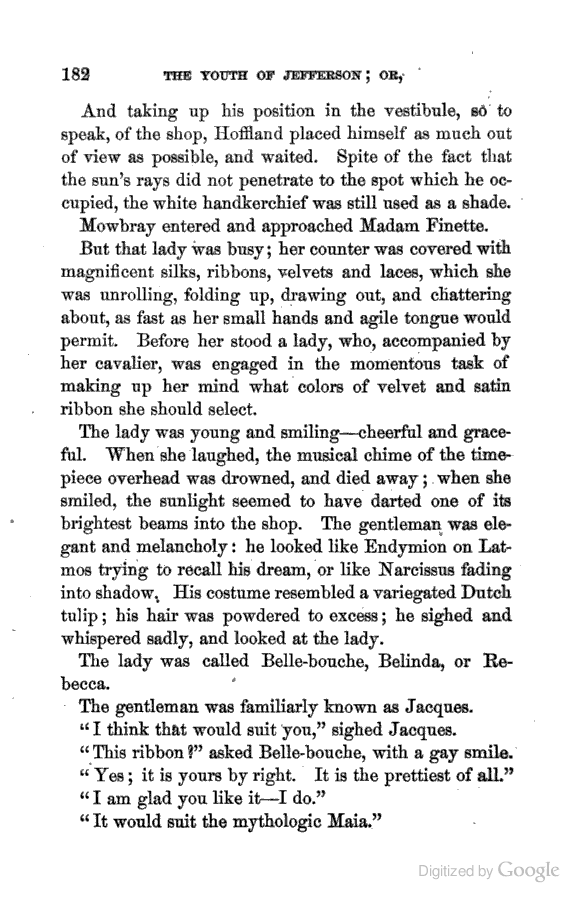 182 THE YOUTH OF JEFFERSON; OR,
And taking up his position in the vestibule, so to
speak, of the shop, Hoffland placed himself as much out
of view as possible, and waited. Spite of the fact that
the sun's rays did not penetrate to the spot which he oc-
cupied, the white handkerchief was still used as a shade.
Mowbray entered and approached Madam Finette.
But that lady was busy; her counter was covered with
magnificent silks, ribbons, velvets and laces, which she
was unrolling, folding up, drawing out, and chattering
about, as fast as her small hands and agile tongue would
permit. Before her stood a lady, who, accompanied by
her cavalier, was engaged in the momentous task of
making up her mind what colors of velvet and satin
ribbon she should select.
The lady was young and smiling—cheerful and grace-
ful. When she laughed, the musical chime of the time-
piece overhead was drowned, and died away; when she
smiled, the sunlight seemed to have darted one of its
brightest beams into the shop. The gentleman was ele-
gant and melancholy: he looked like Endymion on Lat-
mos trying to recall his dream, or like Narcissus fading
into shadow. His costume resembled a variegated Dutch
tulip; his hair was powdered to excess; he sighed and
whispered sadly, and looked at the lady.
The lady was called Belle-bouche, Belinda, or Re-
becca.
The gentleman was familiarly known as Jacques.
"I think that would suit you," sighed Jacques.
"This ribbon?" asked Belle-bouche, with a gay smile.
"Yes; it is yours by right. It is the prettiest of all."
"I am glad you like it—I do."
"It would suit the mythologic Maia."
Digitized by Google